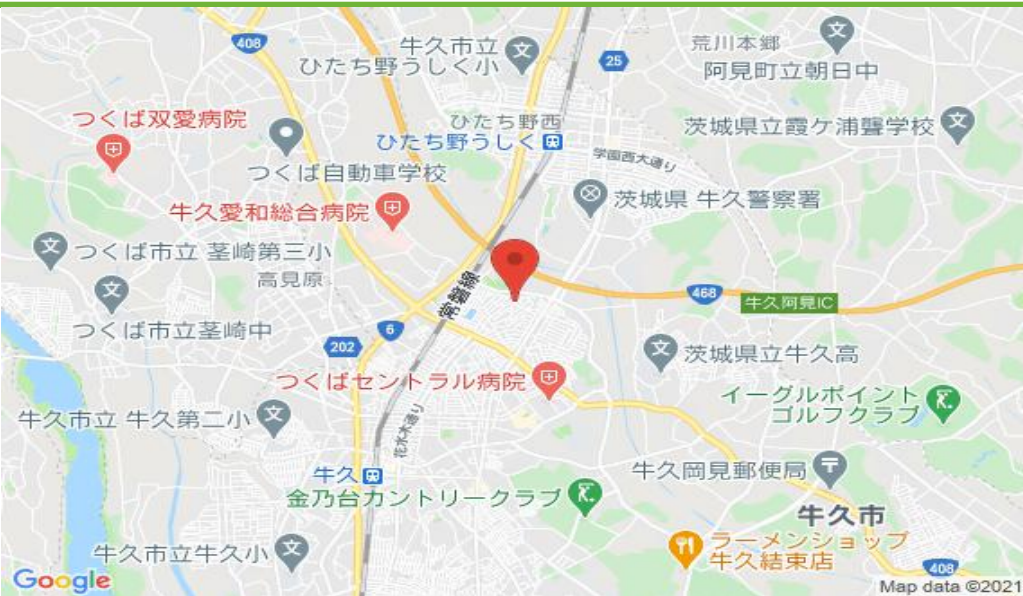 408
牛久市立
ひたち野うしく小
25
荒川本郷
阿見町立朝日中
つくば双愛病院
ひたち野西
ひたち野うしく
茨城県立霞ケ浦聾学校
つくば自動車学校
学園西大通り
茨城県 牛久警察署
牛久愛和総合病院
つくば市立 茎崎第三小
高見原
常磐線
468
牛久阿見IC
つくば市立茎崎中
6
202
茨城県立牛久高
つくばセントラル病院
イーグルポイント
ゴルフクラブ
牛久市立 牛久第二小
花水木通り
牛久
金乃台カントリークラブ
牛久岡見郵便局
牛久市
牛久市立牛久小
ラーメンショップ
牛久結束店
408
Google
Map data ©2021